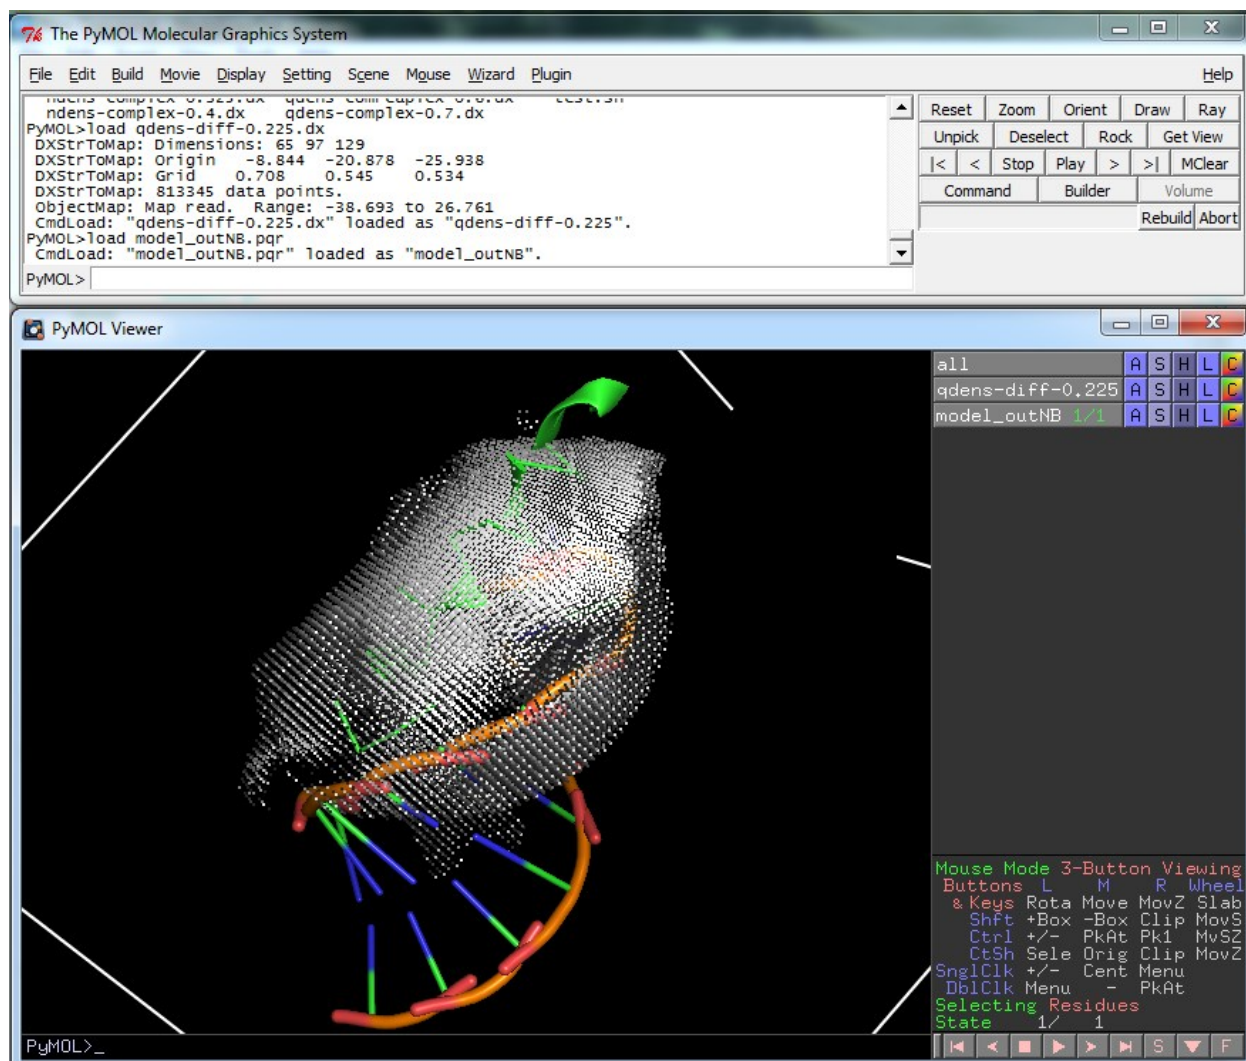 The PyMOL Molecular Graphics System
File Edit Build Movie Display Setting Scene Mouse Wizard Plugin Help
ndens-complex-0.4.dx qdens-complex-0.7.dx
PyMOL>load qdens-diff-0.225.dx
DXStrToMap: Dimensions: 65 97 129
DXStrToMap: Origin -8.844 -20.878 -25.938
DXStrToMap: Grid 0.708 0.545 0.534
DXStrToMap: 813345 data points.
ObjectMap: Map read. Range: -38.693 to 26.761
CmdLoad: "qdens-diff-0.225.dx" loaded as "qdens-diff-0.225".
PyMOL>load model_outNB.pqr
CmdLoad: "model_outNB.pqr" loaded as "model_outNB".
PyMOL>
Reset Zoom Orient Draw Ray
Unpick Deselect Rock Get View
|< < Stop Play > >| MClear
Command Builder Volume
Rebuild Abort
PyMOL Viewer
all A S H L C
qdens-diff-0.225 A S H L C
model_outNB 1/1 A S H L C
Mouse Mode 3-Button Viewing
Buttons L M R Wheel
& Keys Rota Move MovZ Slab
Shft +Box -Box Clip MovS
Ctrl +/- PkAt Pk1 MvSZ
CtSh Sele Orig Clip MovZ
SnglClk +/- Cent Menu
DblClk Menu - PkAt
Selecting Residues
State 1/ 1
PyMOL>_
S F